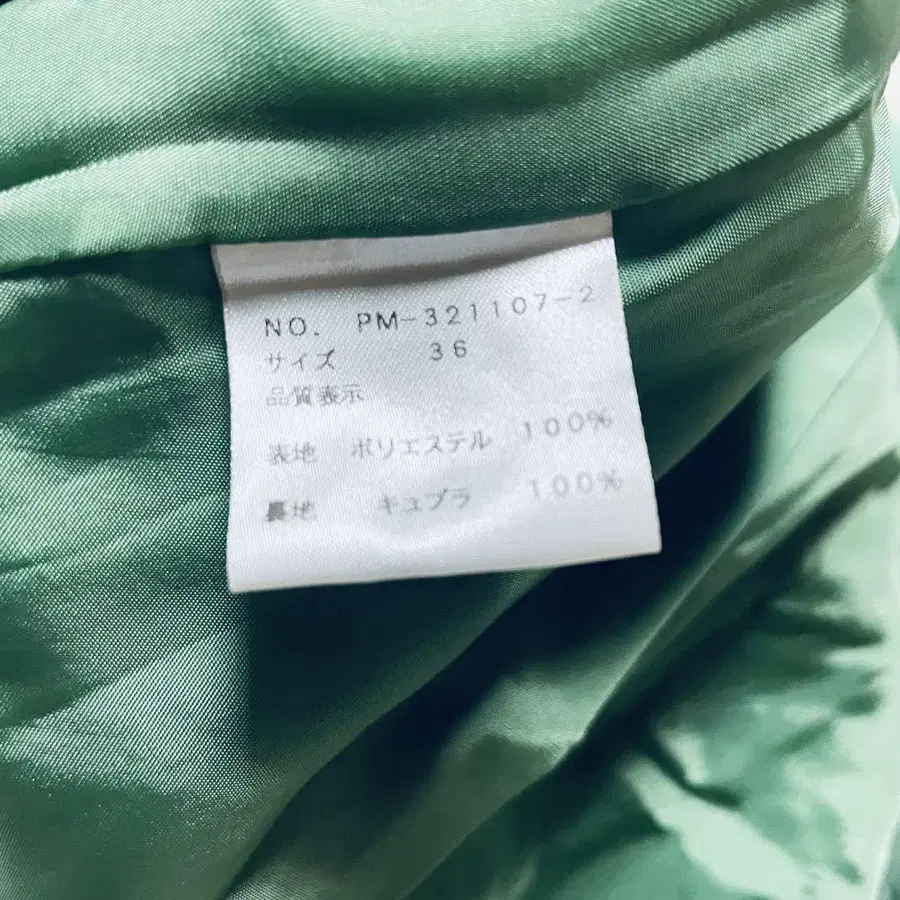 NO. PM-321107-2
サイズ 36
品質表示
表地 ポリエステル 100%
裏地 キュプラ 100%